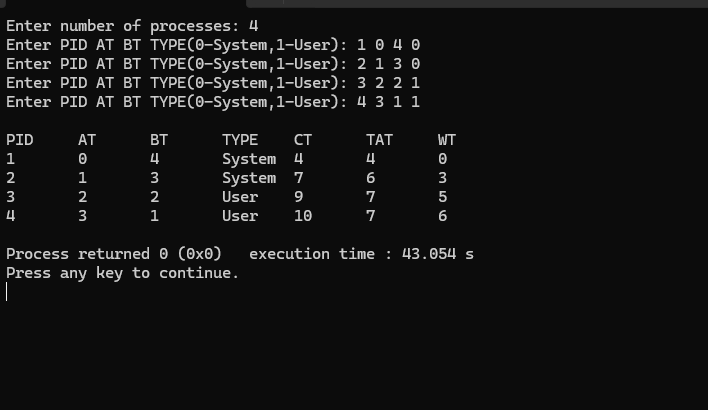 Enter number of processes: 4
Enter PID AT BT TYPE(0-System,1-User): 1 0 4 0
Enter PID AT BT TYPE(0-System,1-User): 2 1 3 0
Enter PID AT BT TYPE(0-System,1-User): 3 2 2 1
Enter PID AT BT TYPE(0-System,1-User): 4 3 1 1
PID AT BT TYPE CT TAT WT
1 0 4 System 4 4 0
2 1 3 System 7 6 3
3 2 2 User 9 7 5
4 3 1 User 10 7 6
Process returned 0 (0x0) execution time : 43.054 s
Press any key to continue.